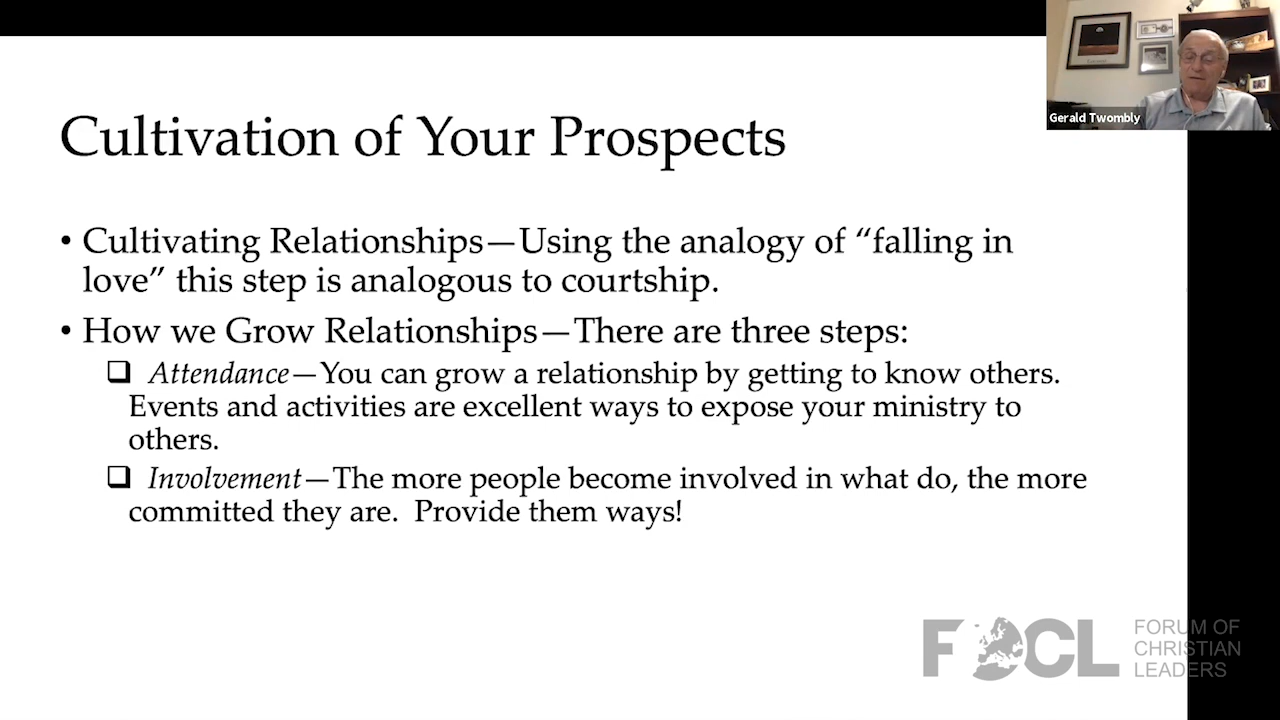 Gerald Twombly
Cultivation of Your Prospects
• Cultivating Relationships—Using the analogy of “falling in
love” this step is analogous to courtship.
• How we Grow Relationships—There are three steps:
❑ Attendance—You can grow a relationship by getting to know others.
Events and activities are excellent ways to expose your ministry to
others.
❑ Involvement—The more people become involved in what do, the more
committed they are.  Provide them ways!
FOCL
FORUM OF
CHRISTIAN
LEADERS